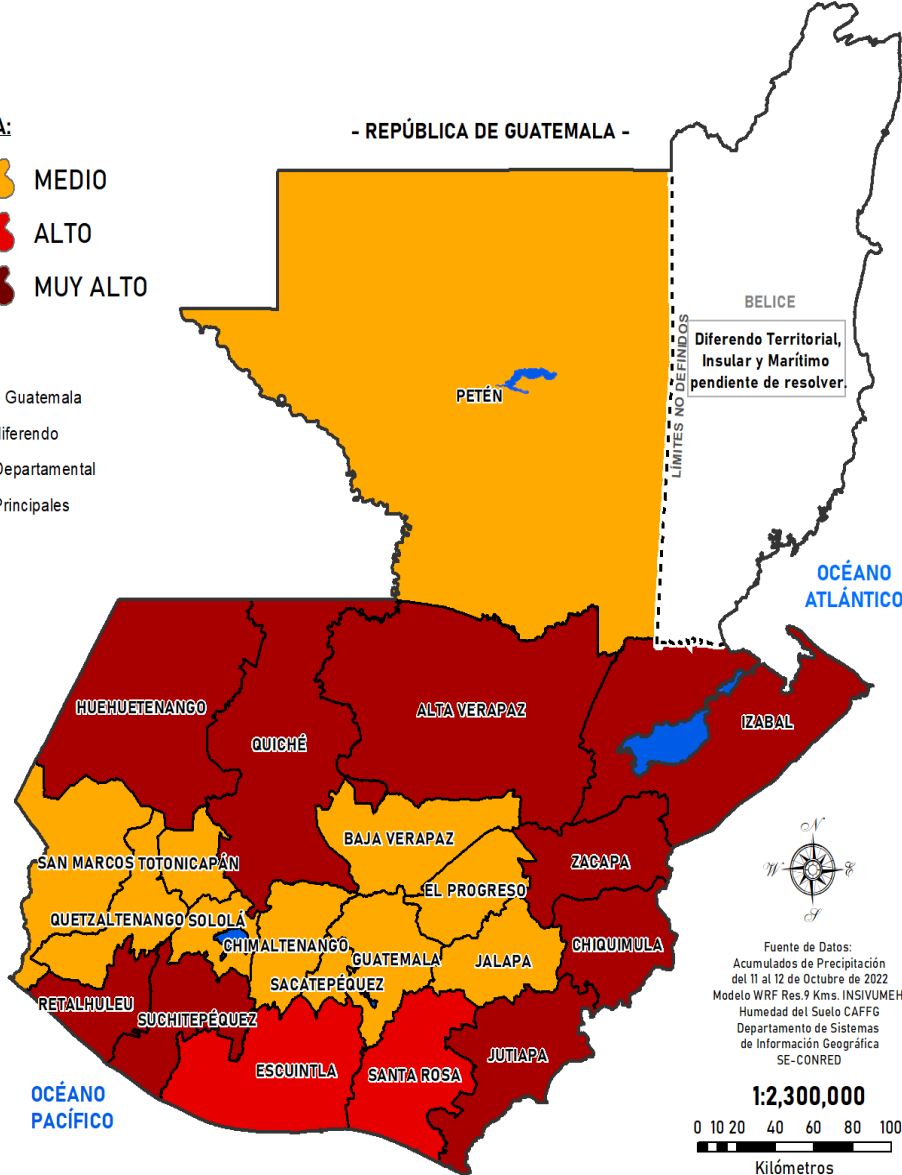 - REPÚBLICA DE GUATEMALA -
A:
MEDIO
ALTO
MUY ALTO
Guatemala
diferendo
Departamental
Principales
BELICE
Diferendo Territorial,
Insular y Marítimo
pendiente de resolver.
LÍMITES NO DEFINIDOS
PETÉN
OCÉANO
ATLÁNTICO
HUEHUETENANGO
QUICHÉ
ALTA VERAPAZ
IZABAL
SAN MARCOS
TOTONICAPÁN
BAJA VERAPAZ
ZACAPA
EL PROGRESO
QUETZALTENANGO
SOLOLÁ
CHIMALTENANGO
GUATEMALA
JALAPA
CHIQUIMULA
SACATEPÉQUEZ
RETALHULEU
SUCHITEPÉQUEZ
ESCUINTLA
SANTA ROSA
JUTIAPA
OCÉANO
PACÍFICO
N
W
E
S
Fuente de Datos:
Acumulados de Precipitación
del 11 al 12 de Octubre de 2022
Modelo WRF Res.9 Kms. INSIVUMEH
Humedad del Suelo CAFFG
Departamento de Sistemas
de Información Geográfica
SE-CONRED
1:2,300,000
0 10 20 40 60 80 100
Kilómetros